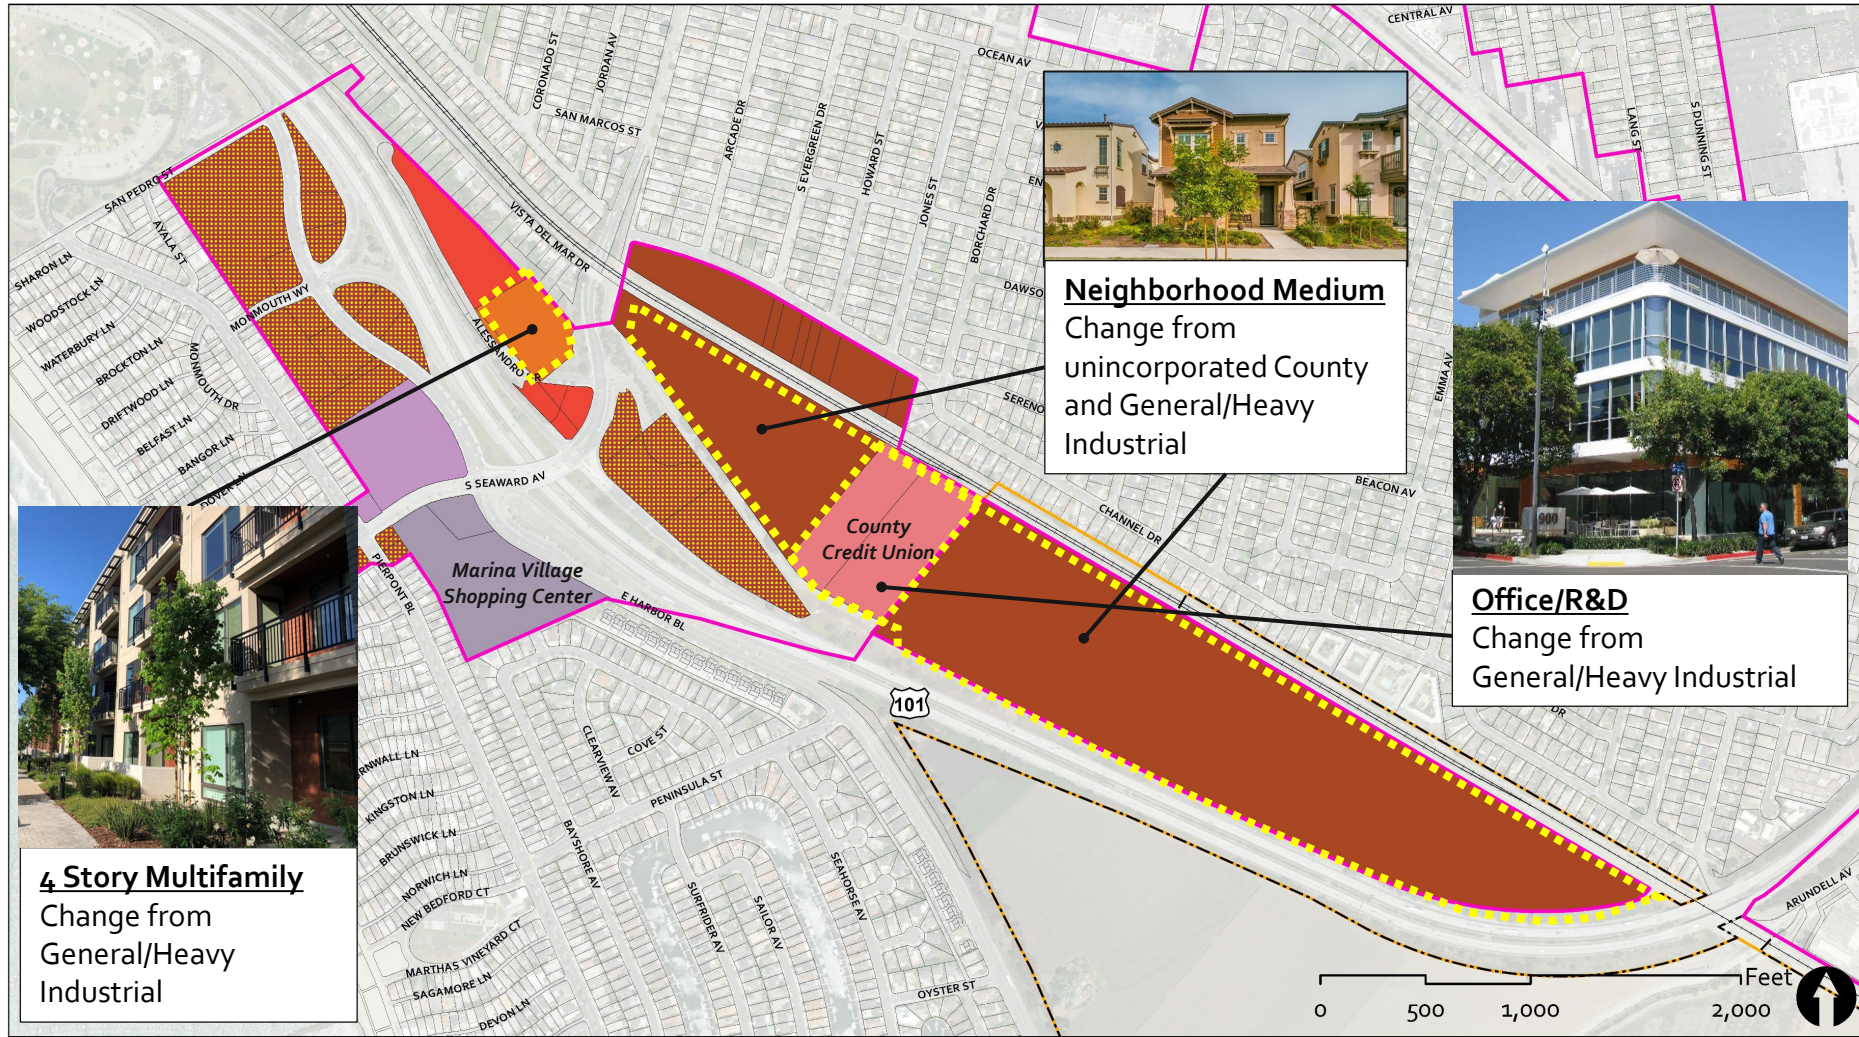 CENTRAL AV
OCEAN AV
CORONADO ST
JORDAN AV
SAN MARCOS ST
ARCADE DR
S EVERGREEN DR
HOWARD ST
JONES ST
BORCHARD DR
LANG ST
S DUNNING ST
SAN PEDRO ST
AYALA ST
VISTA DEL MAR DR
SHARON LN
WOODSTOCK LN
WATERBURY LN
BROCKTON LN
DRIFTWOOD LN
BELFAST LN
BANGOR LN
DOVER LN
MONMOUTH WY
MONMOUTH DR
ALESSANDRO DR
EMMA AV
BEACON AV
CHANNEL DR
S SEAWARD AV
PIERPONT BL
E HARBOR BL
Neighborhood Medium
Change from
unincorporated County
and General/Heavy
Industrial
Office/R&D
Change from
General/Heavy Industrial
900
County
Credit Union
Marina Village
Shopping Center
101
DR
CLEARVIEW AV
COVE ST
PENINSULA ST
BAYSHORE AV
SURFRIDER AV
SAILOR AV
SEAHORSE AV
OYSTER ST
KINGSTON LN
BRUNSWICK LN
NORWICH LN
NEW BEDFORD CT
MARTHAS VINEYARD CT
SAGAMORE LN
DEVON LN
ARUNDELL AV
4 Story Multifamily
Change from
General/Heavy
Industrial
Feet
0 500 1,000 2,000